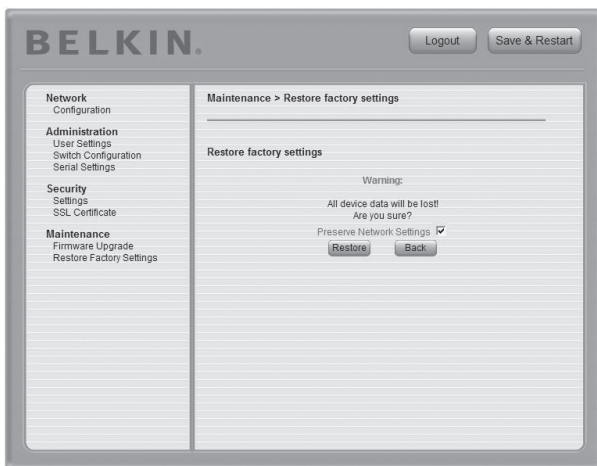 BELKIN.
Logout
Save & Restart
Network
Configuration
Administration
User Settings
Switch Configuration
Serial Settings
Security
Settings
SSL Certificate
Maintenance
Firmware Upgrade
Restore Factory Settings
Maintenance > Restore factory settings
Restore factory settings
Warning:
All device data will be lost!
Are you sure?
Preserve Network Settings
Restore
Back